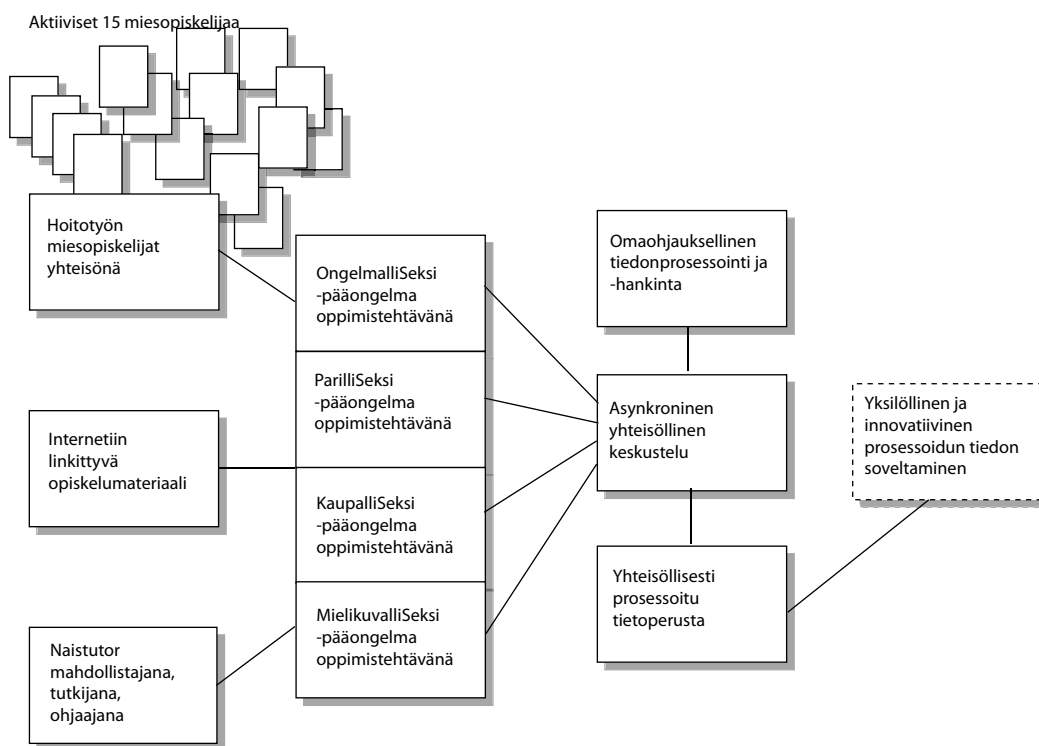 Aktiiviset 15 miesopiskelijaa
Hoitotyön
miesopiskelijat
yhteisönä
Internetiin
linkittyvä
opiskelumateriaali
Naistutor
mahdollistajana,
tutkijana,
ohjaajana
OngelmalliSeksi
-pääongelma
oppimistehtävänä
ParilliSeksi
-pääongelma
oppimistehtävänä
KaupalliSeksi
-pääongelma
oppimistehtävänä
MielikuvalliSeksi
-pääongelma
oppimistehtävänä
Omaohjauksellinen
tiedonprosessointi ja
-hankinta
Asynkroninen
yhteisöllinen
keskustelu
Yhteisöllisesti
prosessoitu
tietoperusta
Yksilöllinen ja
innovatiivinen
prosessoidun tiedon
soveltaminen